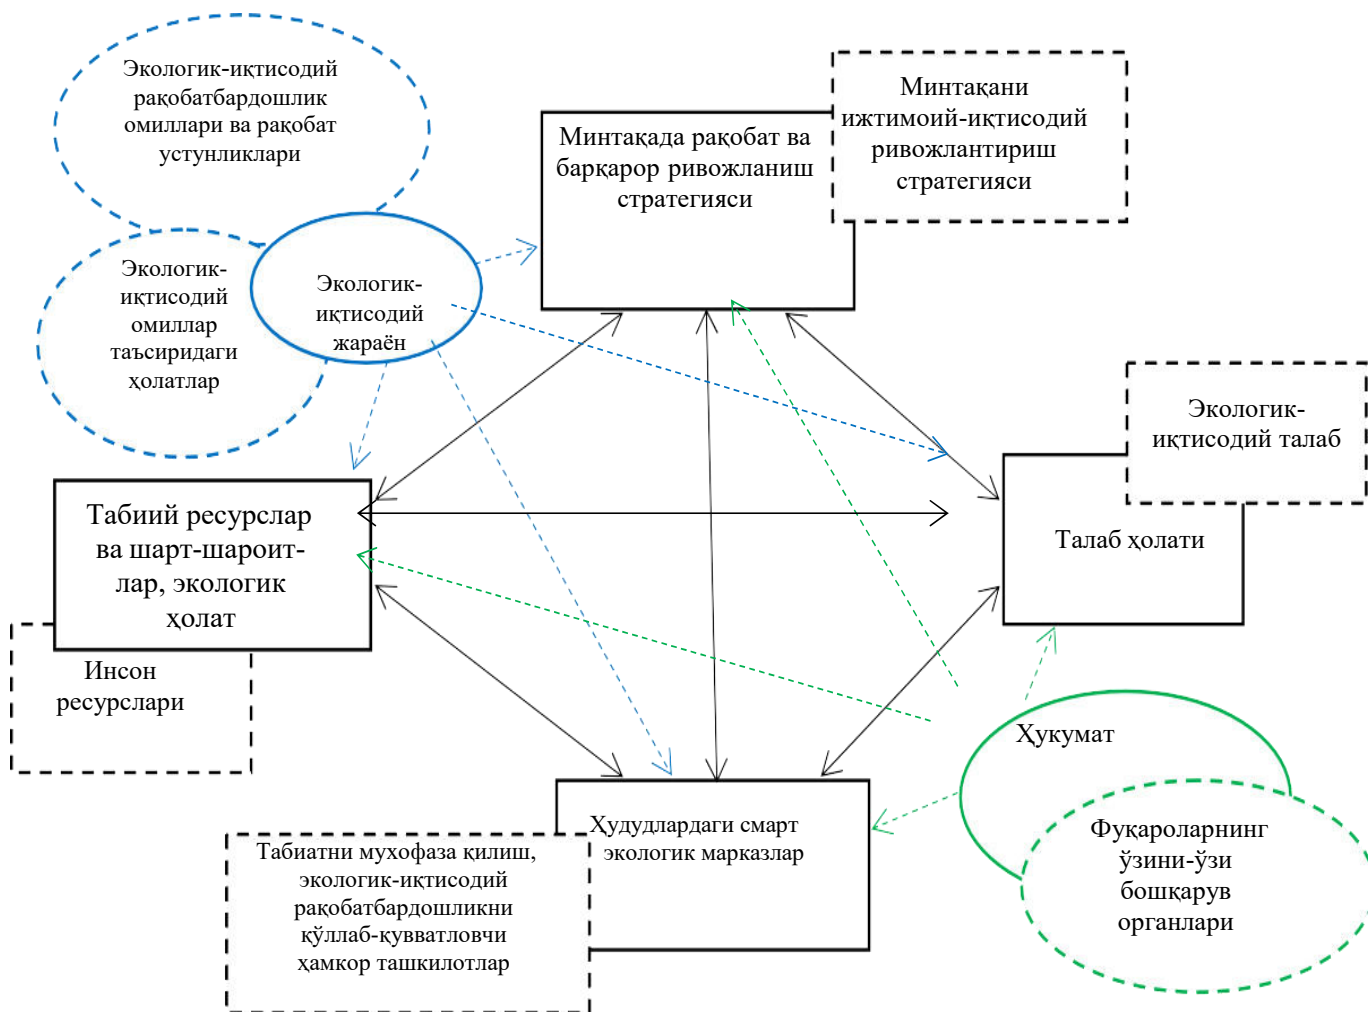 Экологик-иқтисодий
рақобатбардошлик
омиллари ва рақобат
устунликлари
Минтақада рақобат ва
барқарор ривожланиш
стратегияси
Минтақани
ижтимоий-иқтисодий
ривожлантириш
стратегияси
Экологик-
иқтисодий
омиллар
таъсиридаги
ҳолатлар
Экологик-
иқтисодий
жараён
Экологик-
иқтисодий талаб
Табиий ресурслар
ва шарт-шароит-
лар, экологик
ҳолат
Талаб ҳолати
Инсон
ресурслари
Ҳукумат
Фуқароларнинг
ўзини-ўзи
бошқарув
органлари
Ҳудудлардаги смарт
экологик марказлар
Табиатни мухофаза қилиш,
экологик-иқтисодий
рақобатбардошликни
қўллаб-қувватловчи
ҳамкор ташкилотлар